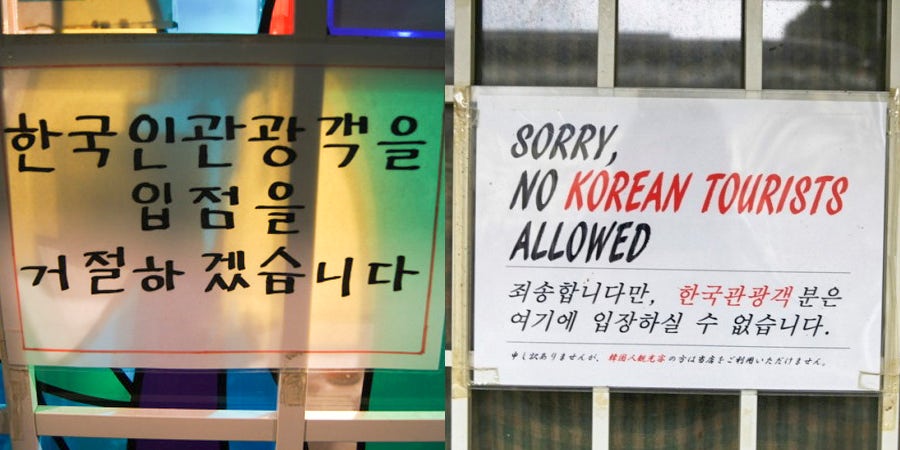 한국인관광객을
입점을
거절하겠습니다
SORRY,
NO KOREAN TOURISTS
ALLOWED
죄송합니다만, 한국관광객분은
여기에 입장하실 수 없습니다.
申し訳ありませんが、韓国人観光客の方は当店をご利用いただけません。